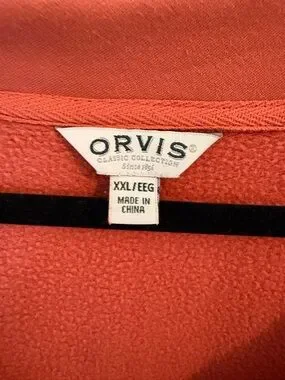 ORVIS®
CLASSIC COLLECTION
Since 1856
XXL/EEG
MADE IN
CHINA